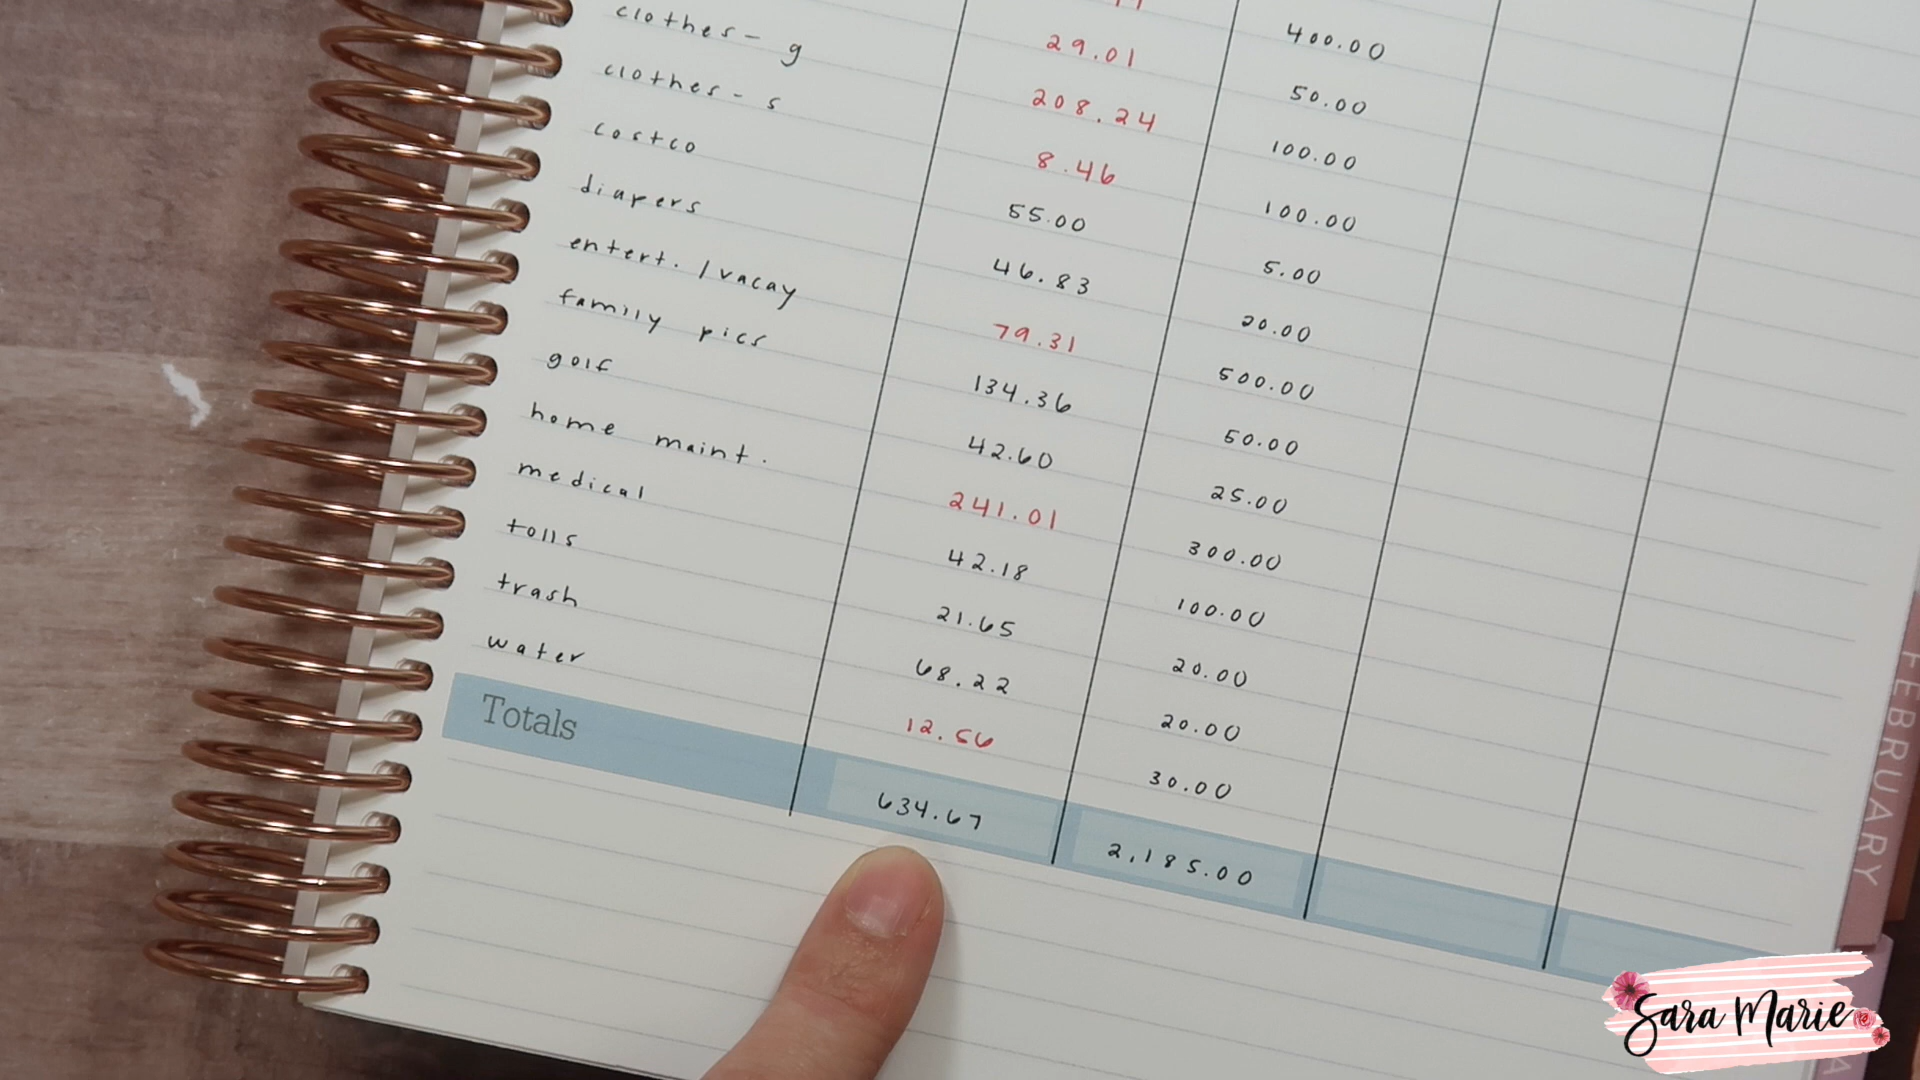 400.00
29.01 50.00
clothes - g 208.24 100.00
clothes - s 8.46 100.00
costco 55.00 5.00
diapers 46.83 20.00
entert. / vacay 79.31 500.00
family pics 134.36 50.00
golf 42.60 25.00
home maint. 241.01 300.00
medical 42.18 100.00
tolls 21.65 20.00
trash 68.22 20.00
water 12.56 30.00
Totals 634.67 2,185.00
FEBRUARY
Sara Marie